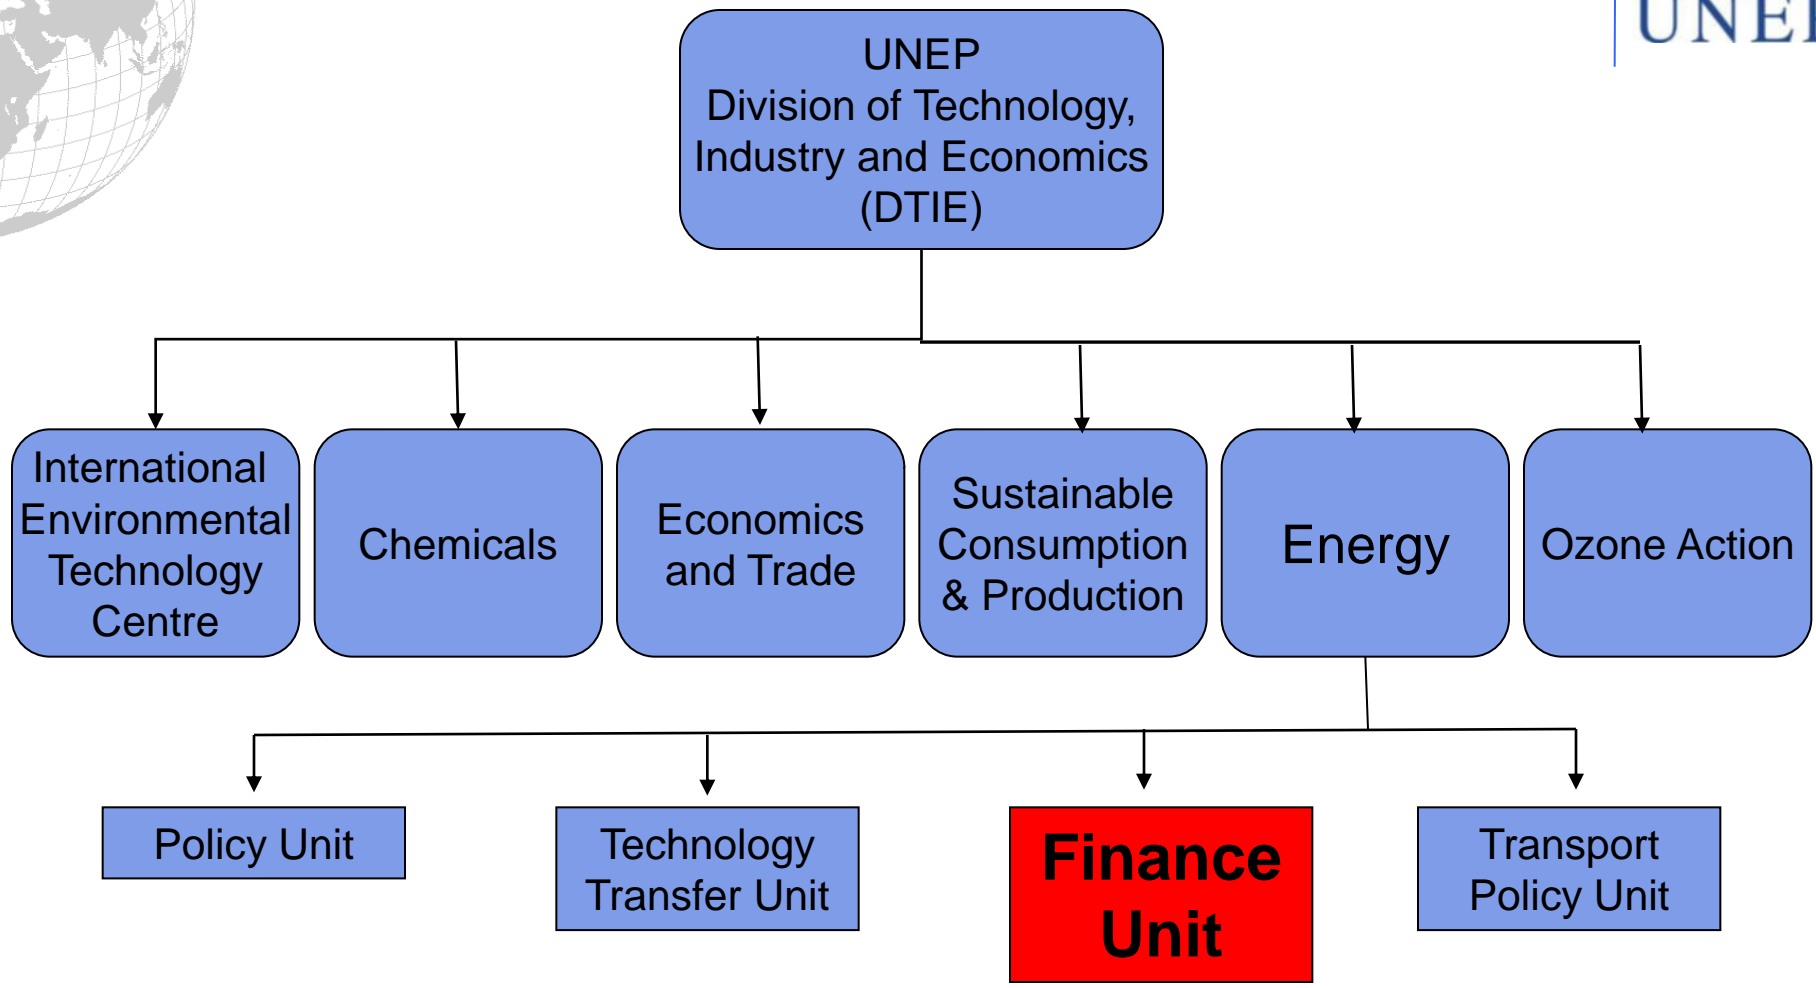 UNEP
UNEP
Division of Technology,
Industry and Economics
(DTIE)
International
Environmental
Technology
Centre
Chemicals
Economics
and Trade
Sustainable
Consumption
& Production
Energy
Ozone Action
Policy Unit
Technology
Transfer Unit
Finance
Unit
Transport
Policy Unit